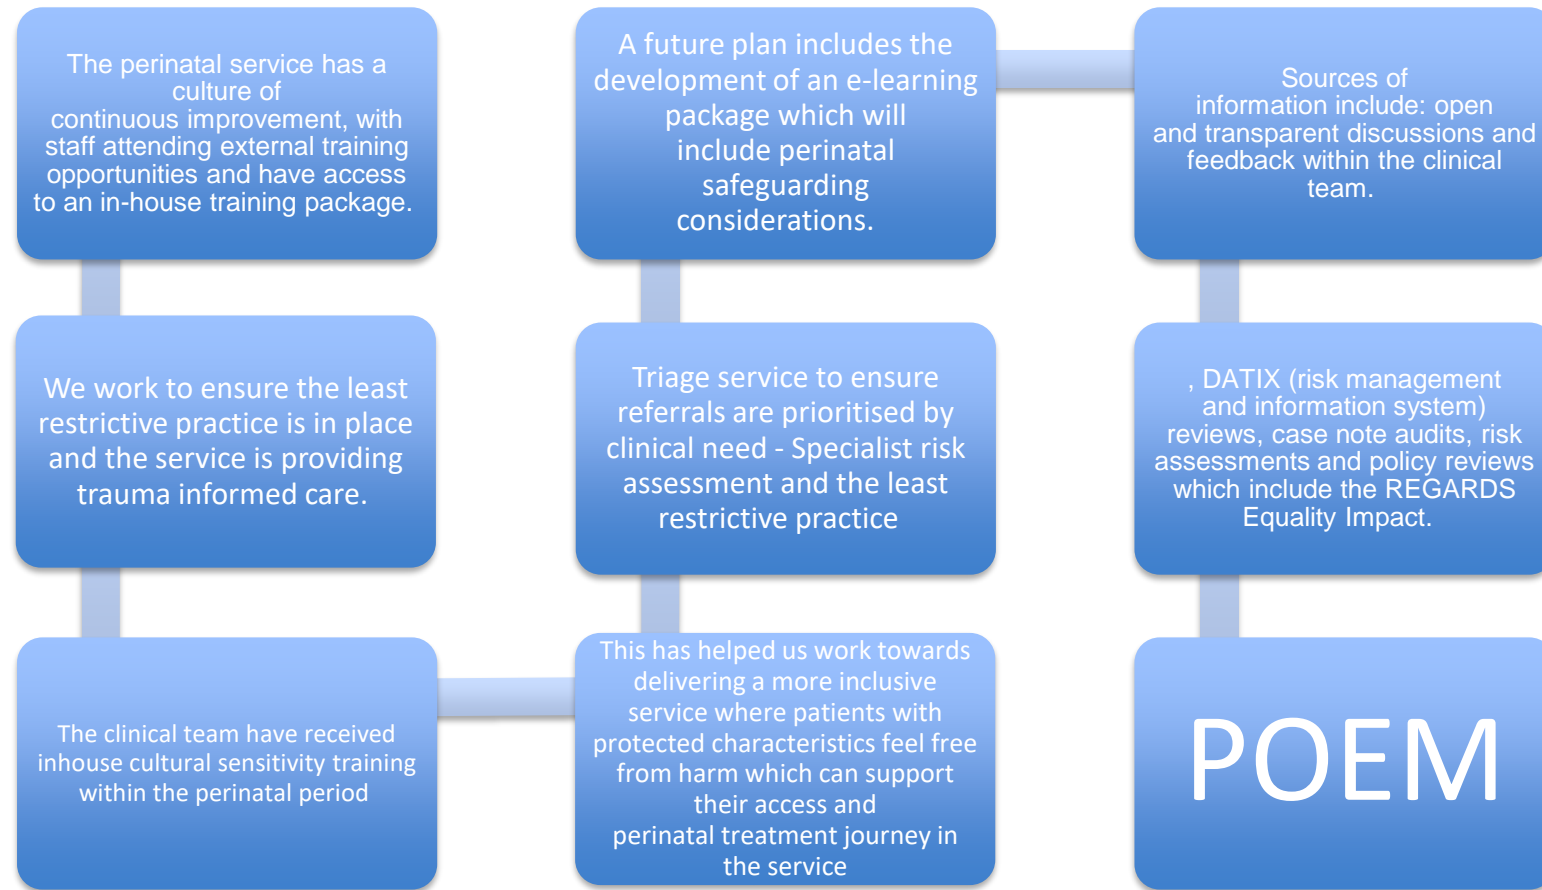 The perinatal service has a
culture of
continuous improvement, with
staff attending external training
opportunities and have access
to an in-house training package.
We work to ensure the least
restrictive practice is in place
and the service is providing
trauma informed care.
The clinical team have received
inhouse cultural sensitivity training
within the perinatal period
This has helped us work towards
delivering a more inclusive
service where patients with
protected characteristics feel free
from harm which can support
their access and
perinatal treatment journey in
the service
Triage service to ensure
referrals are prioritised by
clinical need - Specialist risk
assessment and the least
restrictive practice
A future plan includes the
development of an e-learning
package which will
include perinatal
safeguarding
considerations.
Sources of
information include: open
and transparent discussions and
feedback within the clinical
team.
, DATIX (risk management
and information system)
reviews, case note audits, risk
assessments and policy reviews
which include the REGARDS
Equality Impact.
POEM